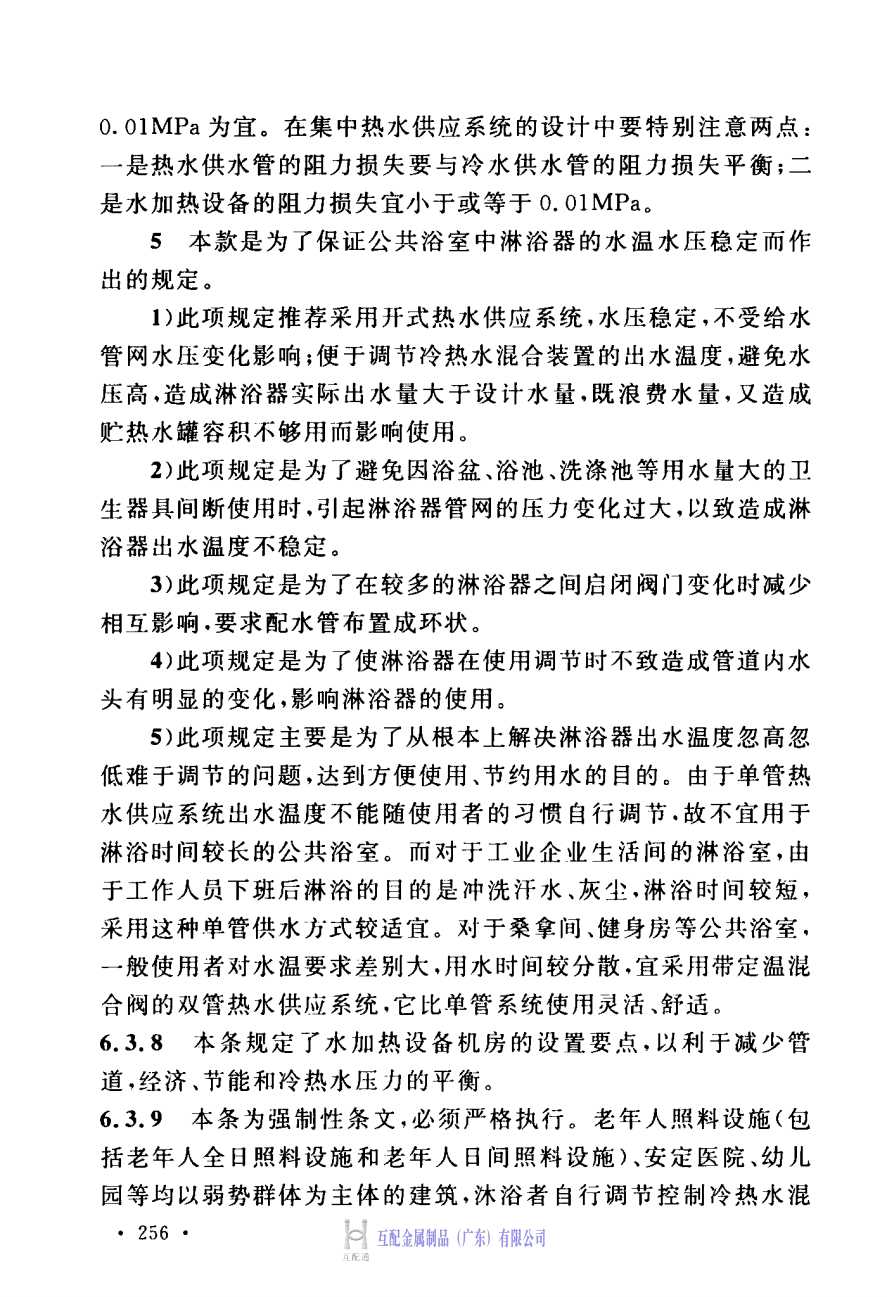 0.01MPa 为宜。在集中热水供应系统的设计中要特别注意两点：
一是热水供水管的阻力损失要与冷水供水管的阻力损失平衡；二
是水加热设备的阻力损失宜小于或等于 0.01MPa。
5 本款是为了保证公共浴室中淋浴器的水温水压稳定而作
出的规定。
1)此项规定推荐采用开式热水供应系统，水压稳定，不受给水
管网水压变化影响；便于调节冷热水混合装置的出水温度，避免水
压高，造成淋浴器实际出水量大于设计水量，既浪费水量，又造成
贮热水罐容积不够用而影响使用。
2)此项规定是为了避免因浴盆、浴池、洗涤池等用水量大的卫
生器具间断使用时，引起淋浴器管网的压力变化过大，以致造成淋
浴器出水温度不稳定。
3)此项规定是为了在较多的淋浴器之间启闭阀门变化时减少
相互影响，要求配水管布置成环状。
4)此项规定是为了使淋浴器在使用调节时不致造成管道内水
头有明显的变化，影响淋浴器的使用。
5)此项规定主要是为了从根本上解决淋浴器出水温度忽高忽
低难于调节的问题，达到方便使用、节约用水的目的。由于单管热
水供应系统出水温度不能随使用者的习惯自行调节，故不宜用于
淋浴时间较长的公共浴室。而对于工业企业生活间的淋浴室，由
于工作人员下班后淋浴的目的是冲洗汗水、灰尘，淋浴时间较短，
采用这种单管供水方式较适宜。对于桑拿间、健身房等公共浴室，
一般使用者对水温要求差别大，用水时间较分散，宜采用带定温混
合阀的双管热水供应系统，它比单管系统使用灵活、舒适。
6.3.8 本条规定了水加热设备机房的设置要点，以利于减少管
道，经济、节能和冷热水压力的平衡。
6.3.9 本条为强制性条文，必须严格执行。老年人照料设施（包
括老年人全日照料设施和老年人日间照料设施）、安定医院、幼儿
园等均以弱势群体为主体的建筑，沐浴者自行调节控制冷热水混
• 256 •
互配通
互配金属制品（广东）有限公司